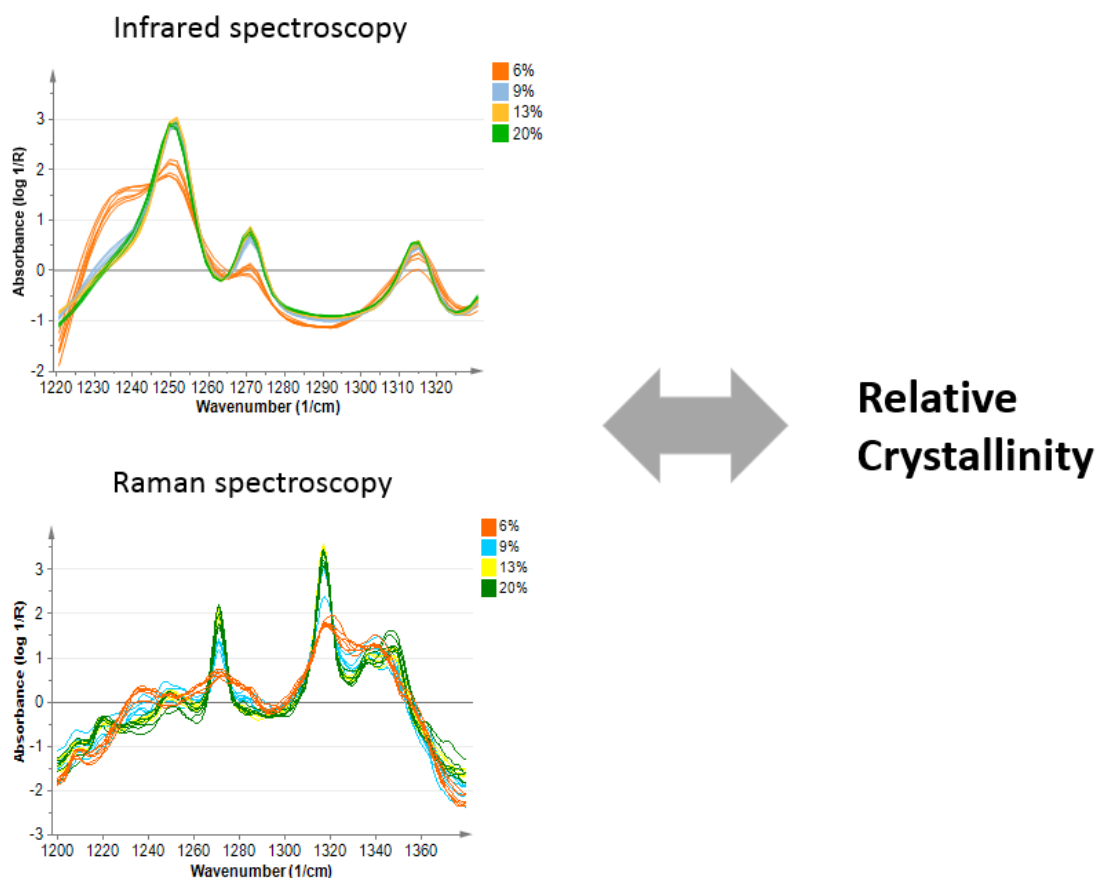 Infrared spectroscopy
6%
9%
13%
20%
3
2
1
0
-1
-2
Absorbance (log 1/R)
1220 1230 1240 1250 1260 1270 1280 1290 1300 1310 1320
Wavenumber (1/cm)
Relative
Crystallinity
Raman spectroscopy
6%
9%
13%
20%
3
2
1
0
-1
-2
-3
Absorbance (log 1/R)
1200 1220 1240 1260 1280 1300 1320 1340 1360
Wavenumber (1/cm)